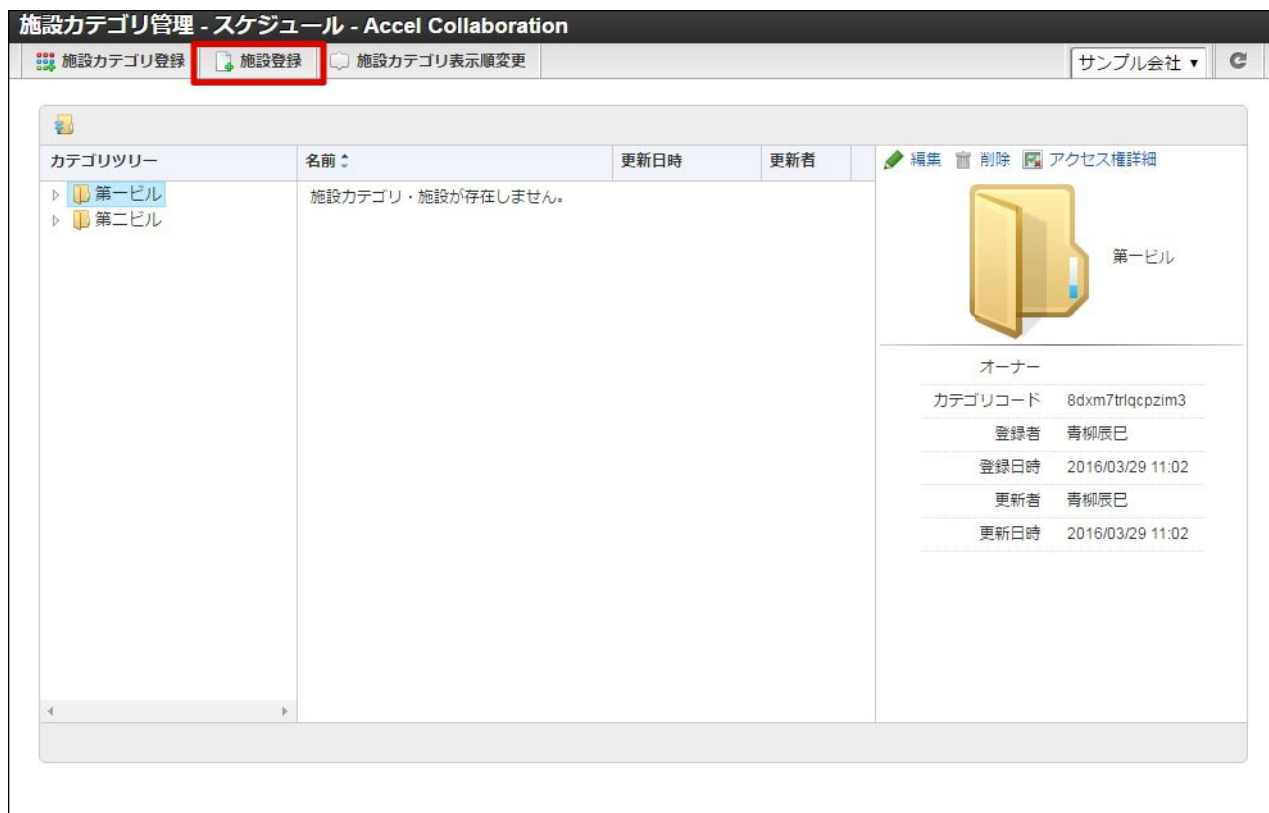 施設カテゴリ管理 - スケジュール - Accel Collaboration
施設カテゴリ登録 施設登録 施設カテゴリ表示順変更 サンプル会社
カテゴリツリー 名前 更新日時 更新者 編集 削除 アクセス権詳細
第一ビル 施設カテゴリ・施設が存在しません。
第二ビル
第一ビル
オーナー
カテゴリコード 8dxm7trlqcpzim3
登録者 青柳辰巳
登録日時 2016/03/29 11:02
更新者 青柳辰巳
更新日時 2016/03/29 11:02